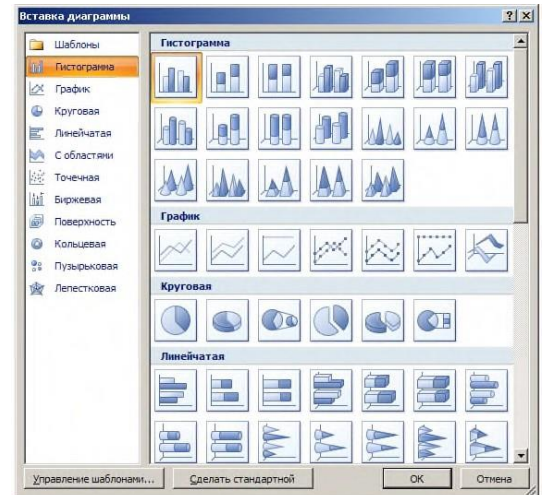 Вставка диаграммы
Шаблоны
Гистограмма
График
Круговая
Линейчатая
С областями
Точечная
Биржевая
Поверхность
Кольцевая
Пузырьковая
Лепестковая
Гистограмма
График
Круговая
Линейчатая
Управление шаблонами...
Сделать стандартной
ОК
Отмена